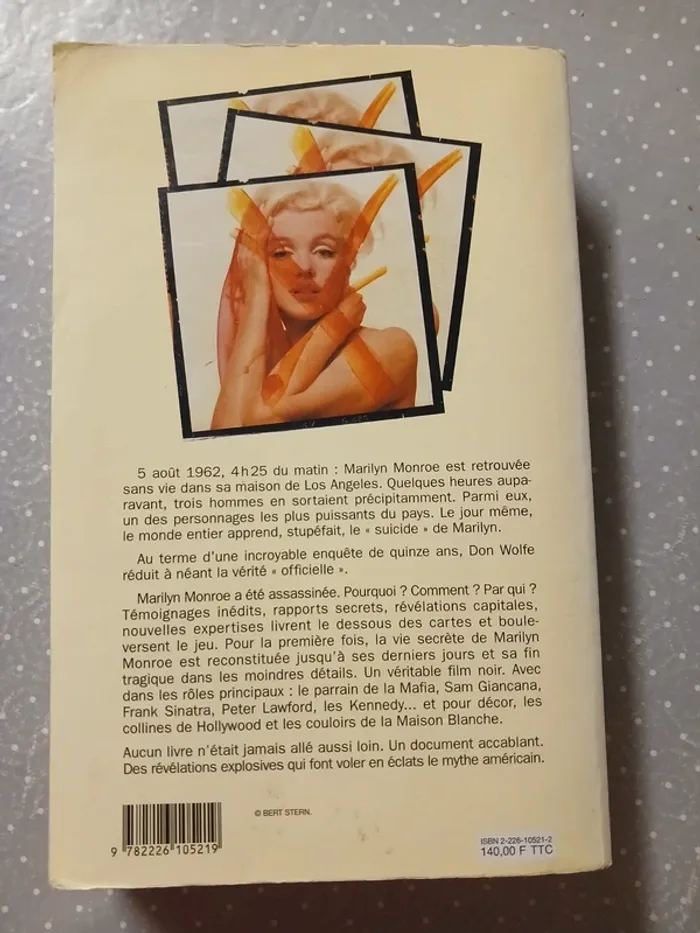 5 août 1962, 4h25 du matin : Marilyn Monroe est retrouvée
sans vie dans sa maison de Los Angeles. Quelques heures aupa-
ravant, trois hommes en sortaient précipitamment. Parmi eux,
un des personnages les plus puissants du pays. Le jour même,
le monde entier apprend, stupéfait, le « suicide » de Marilyn.
Au terme d'une incroyable enquête de quinze ans, Don Wolfe
réduit à néant la vérité « officielle ».
Marilyn Monroe a été assassinée. Pourquoi ? Comment ? Par qui ?
Témoignages inédits, rapports secrets, révélations capitales,
nouvelles expertises livrent le dessous des cartes et boule-
versent le jeu. Pour la première fois, la vie secrète de Marilyn
Monroe est reconstituée jusqu'à ses derniers jours et sa fin
tragique dans les moindres détails. Un véritable film noir. Avec
dans les rôles principaux : le parrain de la Mafia, Sam Giancana,
Frank Sinatra, Peter Lawford, les Kennedy... et pour décor, les
collines de Hollywood et les couloirs de la Maison Blanche.
Aucun livre n'était jamais allé aussi loin. Un document accablant.
Des révélations explosives qui font voler en éclats le mythe américain.
© BERT STERN.
9 782226 105219
ISBN 2-226-10521-2
140,00 F TTC